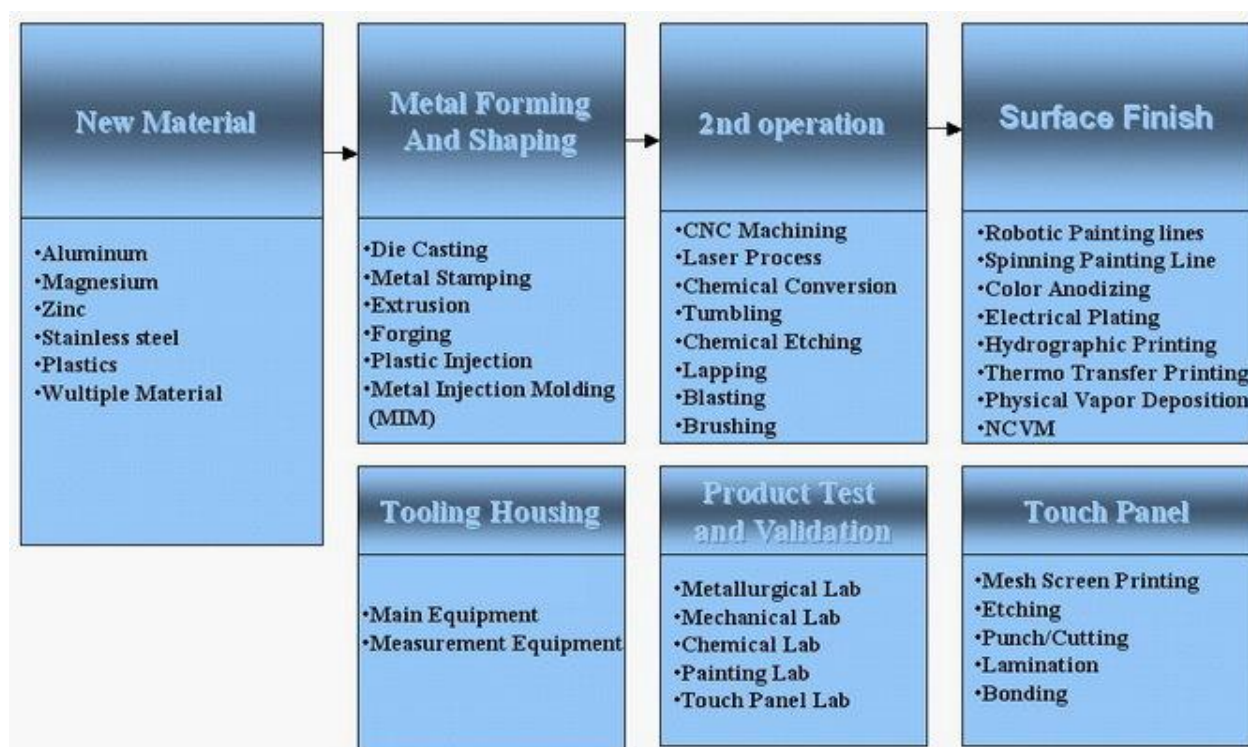 New Material
•Aluminum
•Magnesium
•Zinc
•Stainless steel
•Plastics
•Wultiple Material
Metal Forming
And Shaping
•Die Casting
•Metal Stamping
•Extrusion
•Forging
•Plastic Injection
•Metal Injection Molding
(MIM)
2nd operation
•CNC Machining
•Laser Process
•Chemical Conversion
•Tumbling
•Chemical Etching
•Lapping
•Blasting
•Brushing
Surface Finish
•Robotic Painting lines
•Spinning Painting Line
•Color Anodizing
•Electrical Plating
•Hydrographic Printing
•Thermo Transfer Printing
•Physical Vapor Deposition
•NCVM
Tooling Housing
•Main Equipment
•Measurement Equipment
Product Test
and Validation
•Metallurgical Lab
•Mechanical Lab
•Chemical Lab
•Painting Lab
•Touch Panel Lab
Touch Panel
•Mesh Screen Printing
•Etching
•Punch/Cutting
•Lamination
•Bonding